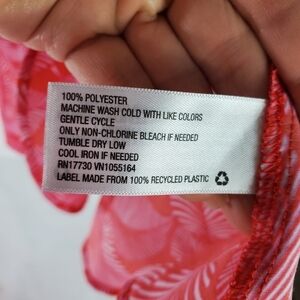 100% POLYESTER
MACHINE WASH COLD WITH LIKE COLORS
GENTLE CYCLE
ONLY NON-CHLORINE BLEACH IF NEEDED
TUMBLE DRY LOW
COOL IRON IF NEEDED
RN17730 VN1055164
LABEL MADE FROM 100% RECYCLED PLASTIC